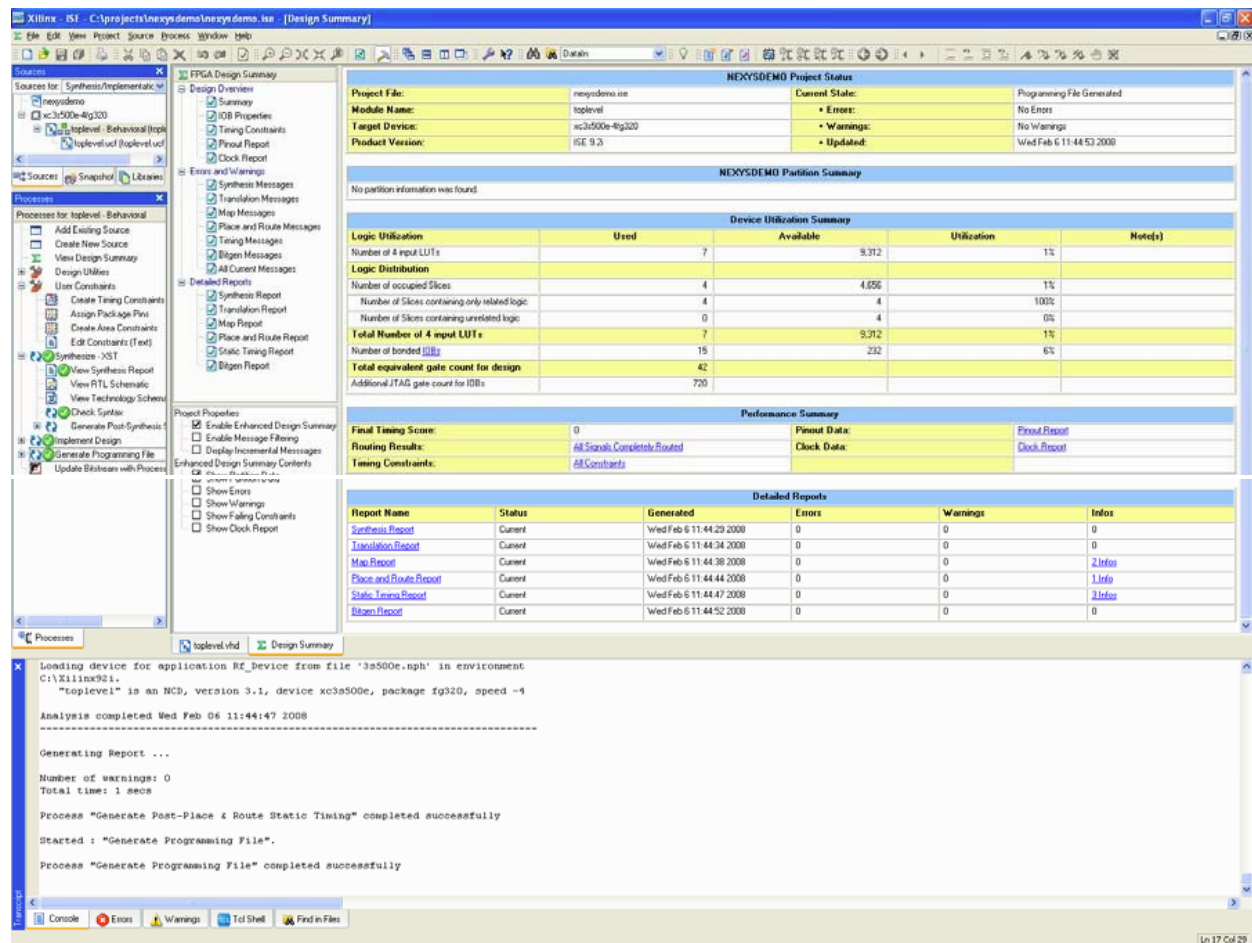 Xilinx - ISE - C:\projects\nexysdemo\nexysdemo.ise - [Design Summary]
File Edit View Project Source Process Window Help
DataIn
Sources
Sources for: Synthesis/Implementatic
nexysdemo
xc3s500e-4fg320
toplevel - Behavioral (tople
toplevel.ucf (toplevel.ucf
Sources Snapshot Libraries
Processes
Processes for: toplevel - Behavioral
Add Existing Source
Create New Source
View Design Summary
Design Utilities
User Constraints
Create Timing Constraints
Assign Package Pins
Create Area Constraints
Edit Constraints (Text)
Synthesize - XST
View Synthesis Report
View RTL Schematic
View Technology Schema
Check Syntax
Generate Post-Synthesis S
Implement Design
Generate Programming File
Update Bitstream with Process
Processes
FPGA Design Summary
Design Overview
Summary
IOB Properties
Timing Constraints
Pinout Report
Clock Report
Errors and Warnings
Synthesis Messages
Translation Messages
Map Messages
Place and Route Messages
Timing Messages
Bitgen Messages
All Current Messages
Detailed Reports
Synthesis Report
Translation Report
Map Report
Place and Route Report
Static Timing Report
Bitgen Report
Project Properties
Enable Enhanced Design Summary
Enable Message Filtering
Display Incremental Messages
Enhanced Design Summary Contents
Show Partition Data
Show Errors
Show Warnings
Show Failing Constraints
Show Clock Report
NEXYSDEMO Project Status
Project File: nexysdemo.ise Current State: Programming File Generated
Module Name: toplevel • Errors: No Errors
Target Device: xc3s500e-4fg320 • Warnings: No Warnings
Product Version: ISE 9.2i • Updated: Wed Feb 6 11:44:53 2008
NEXYSDEMO Partition Summary
No partition information was found.
Device Utilization Summary
Logic Utilization Used Available Utilization Note(s)
Number of 4 input LUTs 7 9,312 1%
Logic Distribution
Number of occupied Slices 4 4,656 1%
Number of Slices containing only related logic 4 4 100%
Number of Slices containing unrelated logic 0 4 0%
Total Number of 4 input LUTs 7 9,312 1%
Number of bonded IOBs 15 232 6%
Total equivalent gate count for design 42
Additional JTAG gate count for IOBs 720
Performance Summary
Final Timing Score: 0 Pinout Data: Pinout Report
Routing Results: All Signals Completely Routed Clock Data: Clock Report
Timing Constraints: All Constraints
Detailed Reports
Report Name Status Generated Errors Warnings Infos
Synthesis Report Current Wed Feb 6 11:44:29 2008 0 0 0
Translation Report Current Wed Feb 6 11:44:34 2008 0 0 0
Map Report Current Wed Feb 6 11:44:38 2008 0 0 2 Infos
Place and Route Report Current Wed Feb 6 11:44:44 2008 0 0 1 Info
Static Timing Report Current Wed Feb 6 11:44:47 2008 0 0 3 Infos
Bitgen Report Current Wed Feb 6 11:44:52 2008 0 0 0
toplevel.vhd Design Summary
Loading device for application Rf_Device from file '3s500e.nph' in environment
C:\Xilinx92i.
"toplevel" is an NCD, version 3.1, device xc3s500e, package fg320, speed -4
Analysis completed Wed Feb 06 11:44:47 2008
--------------------------------------------------------------------------------
Generating Report ...
Number of warnings: 0
Total time: 1 secs
Process "Generate Post-Place & Route Static Timing" completed successfully
Started : "Generate Programming File".
Process "Generate Programming File" completed successfully
Transcript
Console Errors Warnings Tcl Shell Find in Files
Ln 17 Col 29